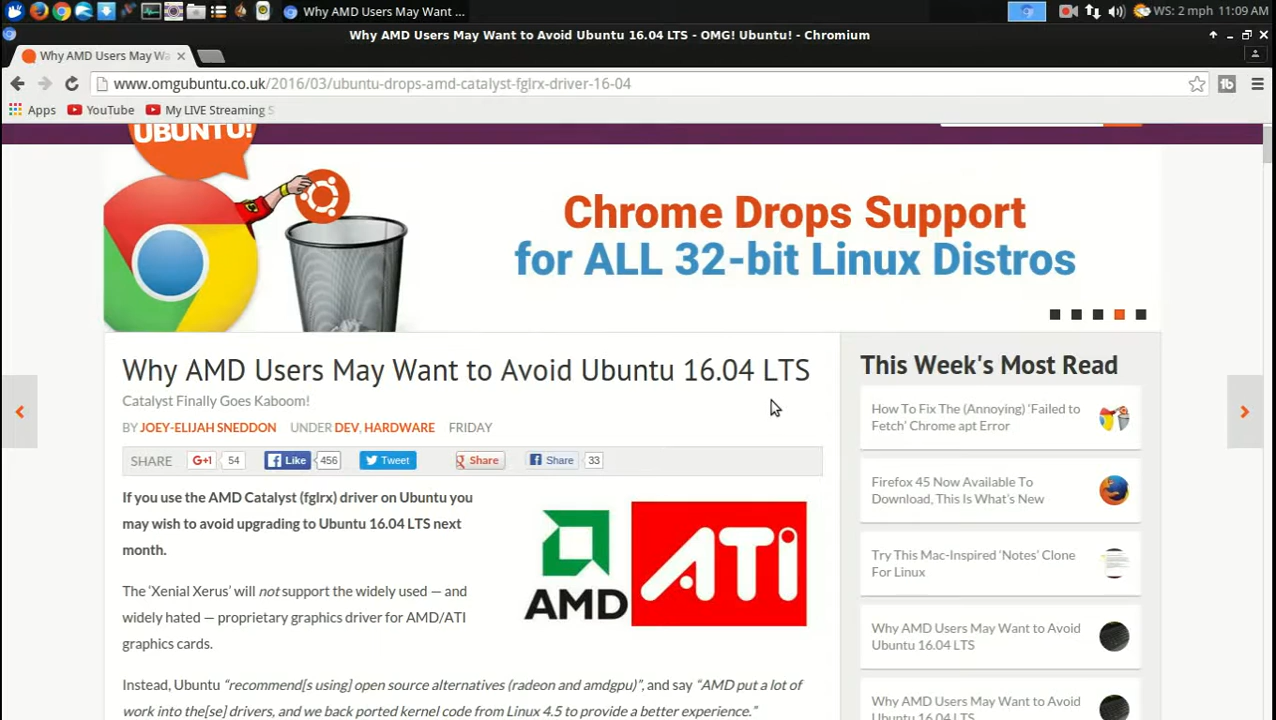 Why AMD Users May Want ...
WS: 2 mph 11:09 AM
Why AMD Users May Want to Avoid Ubuntu 16.04 LTS - OMG! Ubuntu! - Chromium
Why AMD Users May Wa
www.omgubuntu.co.uk/2016/03/ubuntu-drops-amd-catalyst-fglrx-driver-16-04
Apps YouTube My LIVE Streaming S
UBUNTU!
Chrome Drops Support
for ALL 32-bit Linux Distros
Why AMD Users May Want to Avoid Ubuntu 16.04 LTS
Catalyst Finally Goes Kaboom!
BY JOEY-ELIJAH SNEDDON UNDER DEV, HARDWARE FRIDAY
SHARE G+1 54 Like 456 Tweet Share Share 33
If you use the AMD Catalyst (fglrx) driver on Ubuntu you
may wish to avoid upgrading to Ubuntu 16.04 LTS next
month.
AMD ATI
The 'Xenial Xerus' will not support the widely used — and
widely hated — proprietary graphics driver for AMD/ATI
graphics cards.
Instead, Ubuntu “recommend[s using] open source alternatives (radeon and amdgpu)”, and say “AMD put a lot of
work into the[se] drivers, and we back ported kernel code from Linux 4.5 to provide a better experience.”
This Week's Most Read
How To Fix The (Annoying) 'Failed to
Fetch' Chrome apt Error
Firefox 45 Now Available To
Download, This Is What's New
Try This Mac-Inspired 'Notes' Clone
For Linux
Why AMD Users May Want to Avoid
Ubuntu 16.04 LTS
Why AMD Users May Want to Avoid
Ubuntu 16.04 LTS